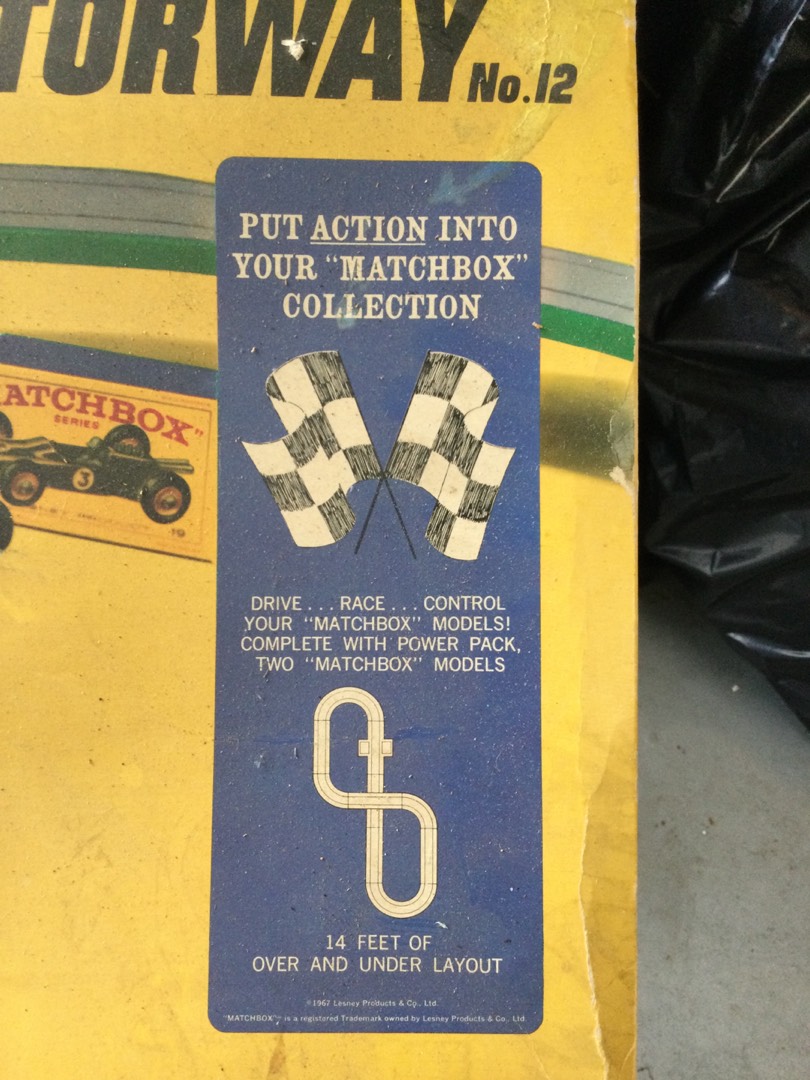 TORWAY No.12
PUT ACTION INTO
YOUR "MATCHBOX"
COLLECTION
ATCHBOX"
SERIES
3
19
DRIVE...RACE...CONTROL
YOUR "MATCHBOX" MODELS!
COMPLETE WITH POWER PACK,
TWO "MATCHBOX" MODELS
14 FEET OF
OVER AND UNDER LAYOUT
©1967 Lesney Products & Co., Ltd.
"MATCHBOX" is a registered Trademark owned by Lesney Products & Co., Ltd.